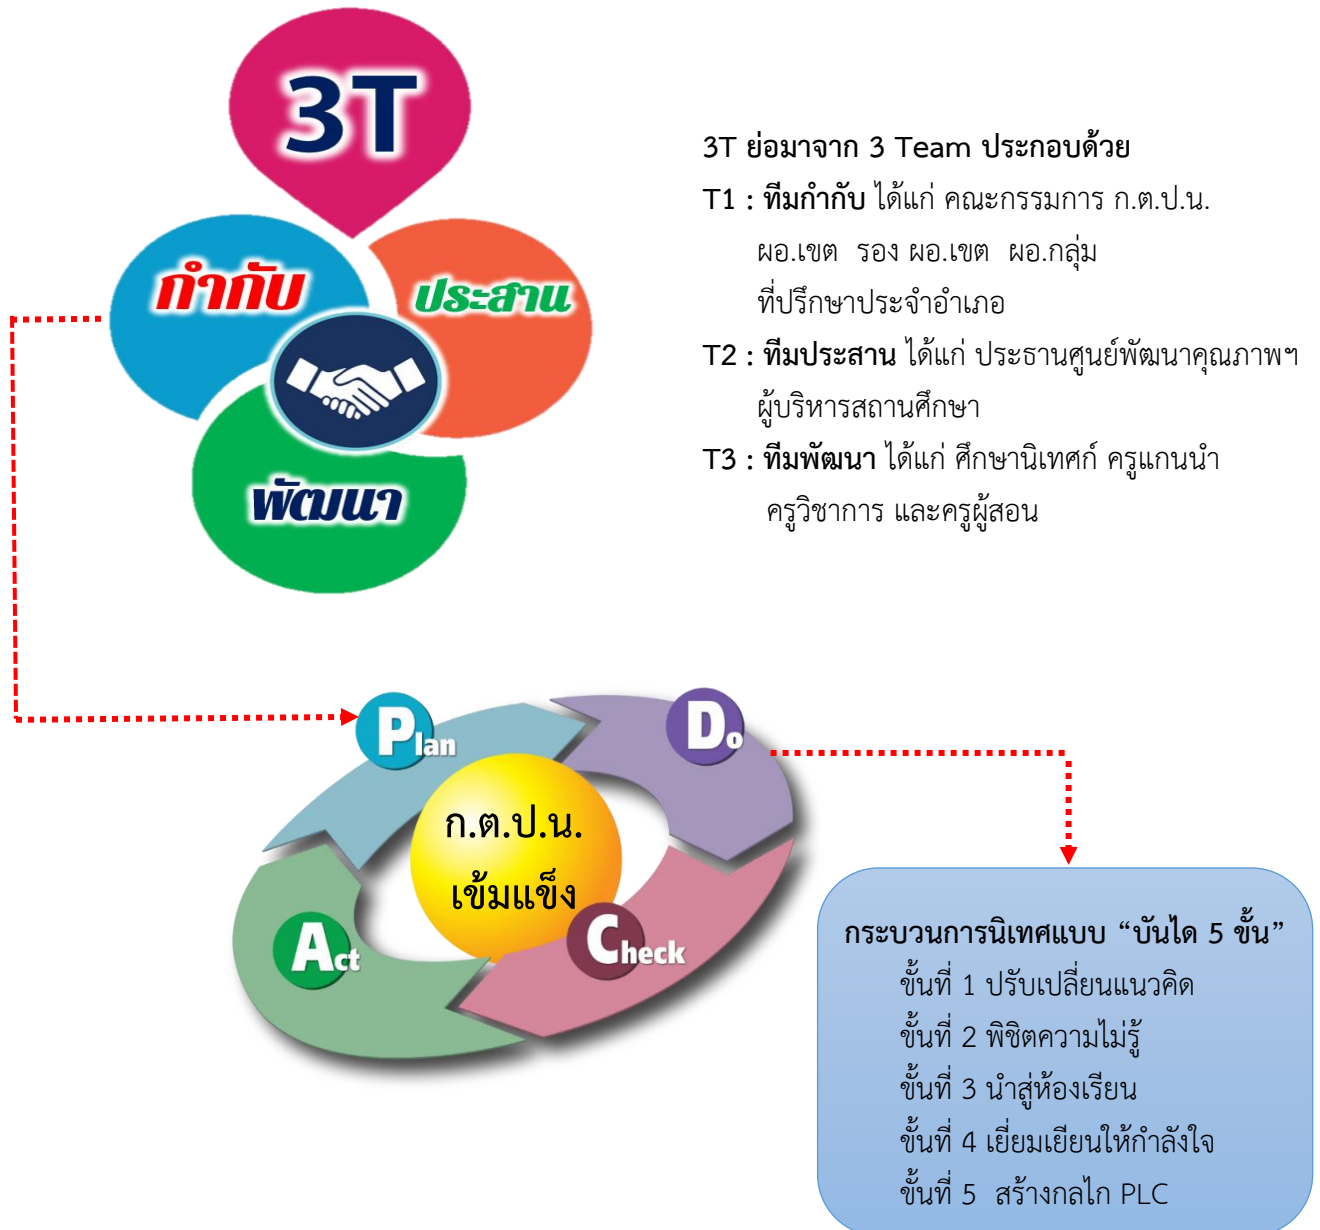 3T
กำกับ
ประสาน
พัฒนา
3T ย่อมาจาก 3 Team ประกอบด้วย
T1 : ทีมกำกับ ได้แก่ คณะกรรมการ ก.ต.ป.น.
ผอ.เขต รอง ผอ.เขต ผอ.กลุ่ม
ที่ปรึกษาประจำอำเภอ
T2 : ทีมประสาน ได้แก่ ประธานศูนย์พัฒนาคุณภาพฯ
ผู้บริหารสถานศึกษา
T3 : ทีมพัฒนา ได้แก่ ศึกษานิเทศก์ ครูแกนนำ
ครูวิชาการ และครูผู้สอน
Plan
Do
ก.ต.ป.น.
เข้มแข็ง
Act
Check
กระบวนการนิเทศแบบ “บันได 5 ขั้น”
ขั้นที่ 1 ปรับเปลี่ยนแนวคิด
ขั้นที่ 2 พิชิตความไม่รู้
ขั้นที่ 3 นำสู่ห้องเรียน
ขั้นที่ 4 เยี่ยมเยียนให้กำลังใจ
ขั้นที่ 5 สร้างกลไก PLC